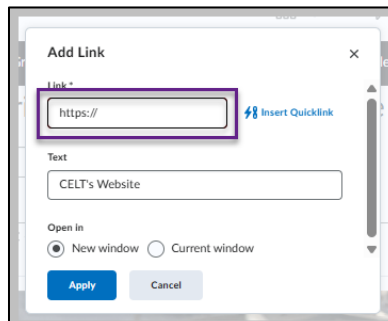 Add Link
Link *
https://
Insert Quicklink
Text
CELT's Website
Open in
New window Current window
Apply Cancel